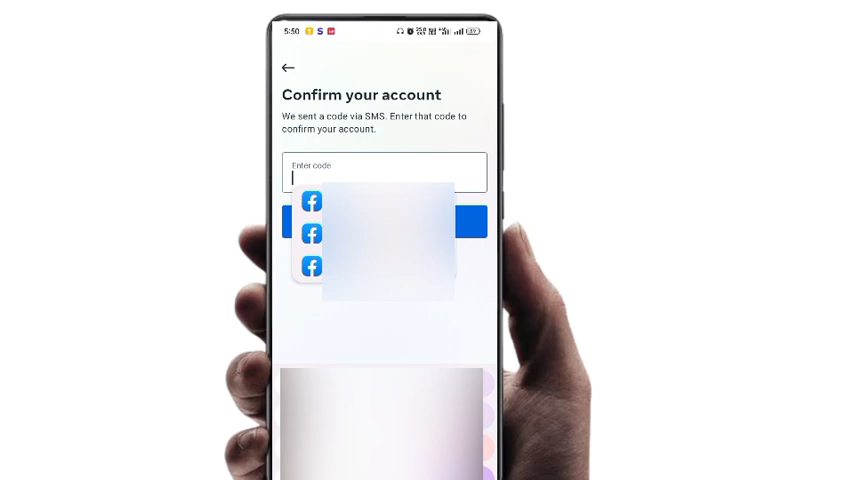 5:50
Confirm your account
We sent a code via SMS. Enter that code to
confirm your account.
Enter code